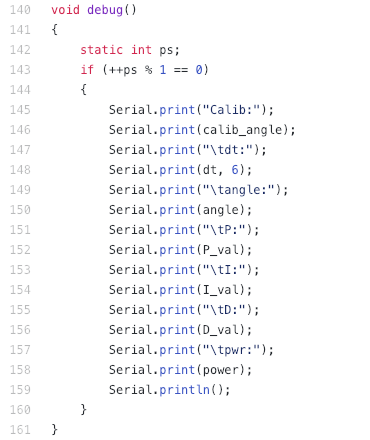 140 void debug()
141 {
142     static int ps;
143     if (++ps % 1 == 0)
144     {
145         Serial.print("Calib:");
146         Serial.print(calib_angle);
147         Serial.print("\tdt:");
148         Serial.print(dt, 6);
149         Serial.print("\tangle:");
150         Serial.print(angle);
151         Serial.print("\tP:");
152         Serial.print(P_val);
153         Serial.print("\tI:");
154         Serial.print(I_val);
155         Serial.print("\tD:");
156         Serial.print(D_val);
157         Serial.print("\tpwr:");
158         Serial.print(power);
159         Serial.println();
160     }
161 }